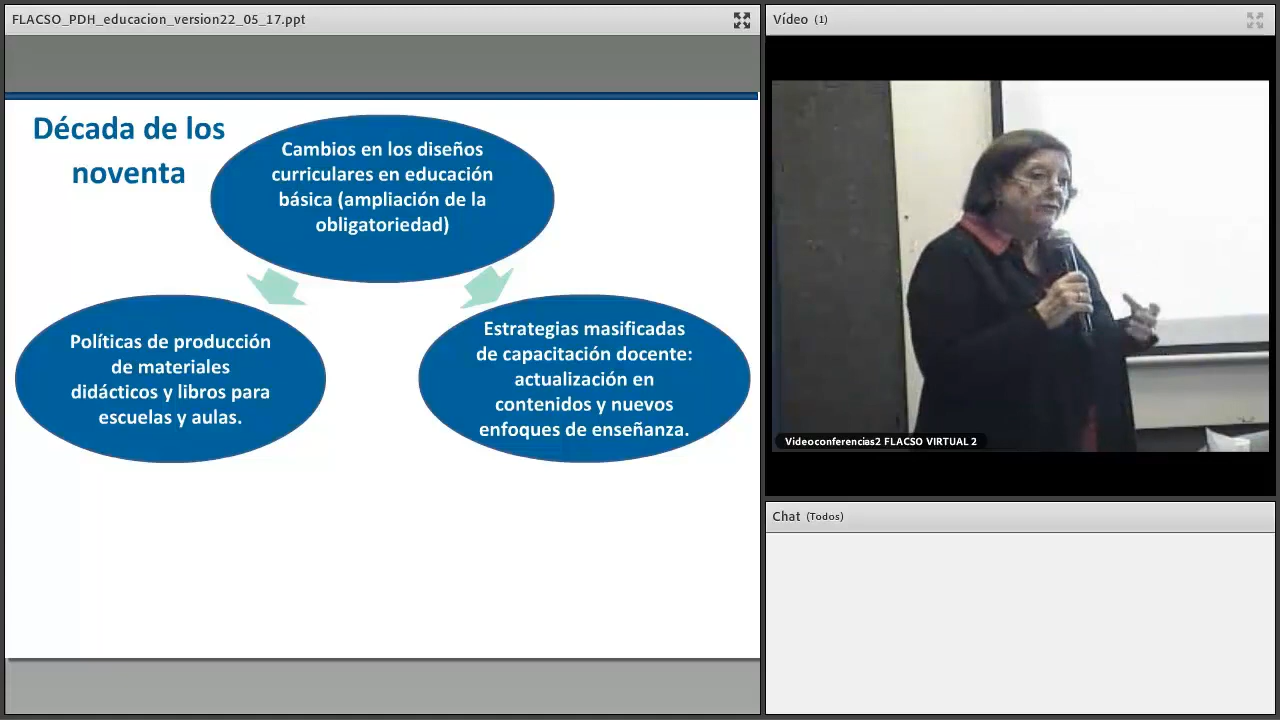 FLACSO_PDH_educacion_version22_05_17.ppt
Década de los
noventa
Cambios en los diseños
curriculares en educación
básica (ampliación de la
obligatoriedad)
Políticas de producción
de materiales
didácticos y libros para
escuelas y aulas.
Estrategias masificadas
de capacitación docente:
actualización en
contenidos y nuevos
enfoques de enseñanza.
Vídeo (1)
Videoconferencias2 FLACSO VIRTUAL 2
Chat (Todos)